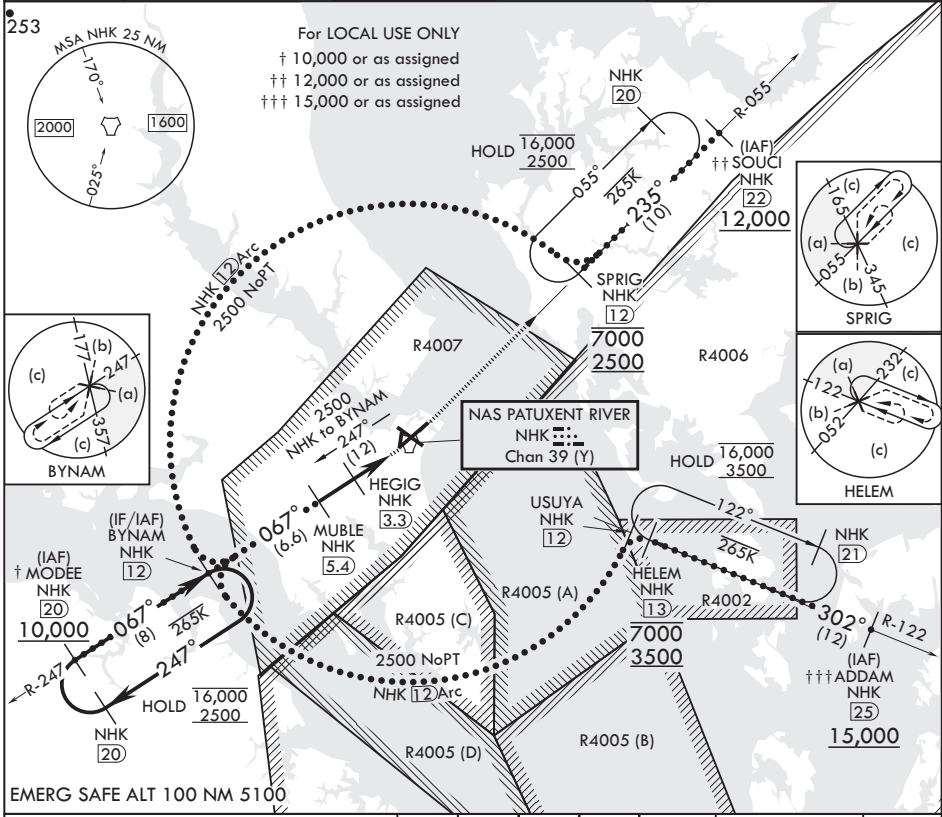 253
MSA NHK 25 NM
170°
2000
1600
025°
For LOCAL USE ONLY
† 10,000 or as assigned
†† 12,000 or as assigned
††† 15,000 or as assigned
NHK
20
R-055
HOLD 16,000
2500
055°
265K
235°
(10)
(IAF)
†† SOUCI
NHK
22
12,000
(c)
165
(a)
(c)
055
(b)
345
SPRIG
NHK 12 Arc
2500 NoPT
SPRIG
NHK
12
7000
2500
R4007
R4006
(b)
177
247
(c)
(a)
357
(c)
BYNAM
(a)
232
(c)
122
(b)
052
(c)
HELEM
2500
NHK to BYNAM
247°
(12)
NAS PATUXENT RIVER
NHK
Chan 39 (Y)
HEGIG
NHK
3.3
067°
(6.6)
MUBLE
NHK
5.4
HOLD 16,000
3500
USUYA
NHK
12
122°
265K
NHK
21
HELEM
NHK
13
7000
3500
R4002
302°
(12)
R-122
(IAF)
††† ADDAM
NHK
25
15,000
(IF/IAF)
BYNAM
NHK
12
(IAF)
† MODEE
NHK
20
10,000
067°
(8)
265K
247°
R-247
HOLD 16,000
2500
NHK
20
R4005 (C)
R4005 (A)
2500 NoPT
NHK 12 Arc
R4005 (D)
R4005 (B)
EMERG SAFE ALT 100 NM 5100